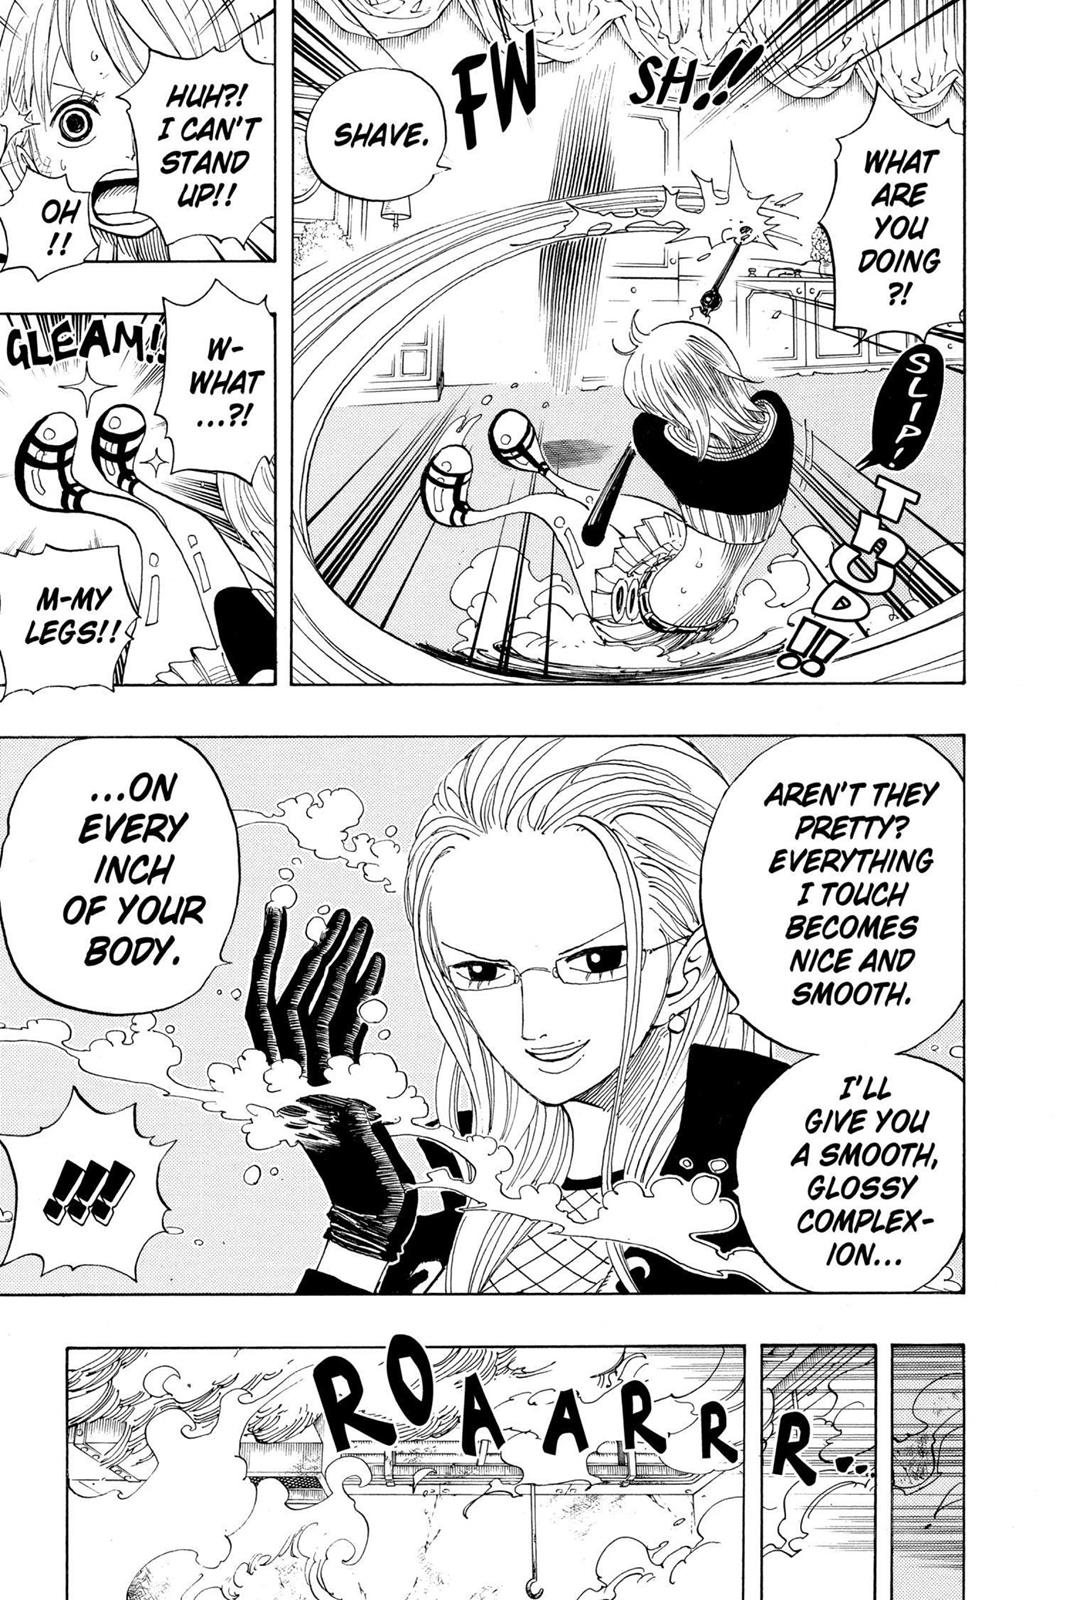 WHAT
ARE
YOU
DOING
?!
FWSH!!
SHAVE.
SLIP!
THUD!!
HUH?!
I CAN'T
STAND
UP!!
OH
!!
W-
WHAT
...?!
GLEAM!!
M-MY
LEGS!!
AREN'T THEY
PRETTY?
EVERYTHING
I TOUCH
BECOMES
NICE AND
SMOOTH.
I'LL
GIVE YOU
A SMOOTH,
GLOSSY
COMPLEX-
ION...
...ON
EVERY
INCH
OF YOUR
BODY.
!!!!
ROAARRR...